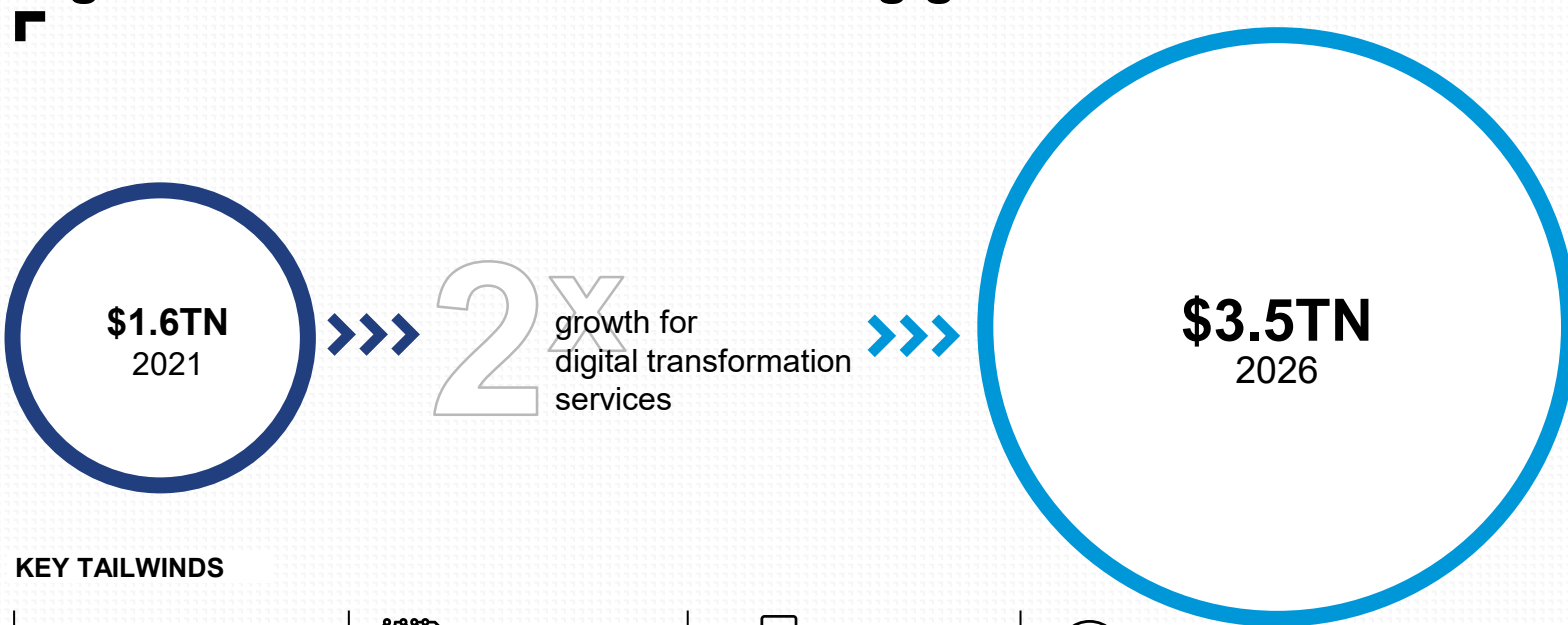 $1.6TN
2021
2x
growth for
digital transformation
services
$3.5TN
2026
KEY TAILWINDS